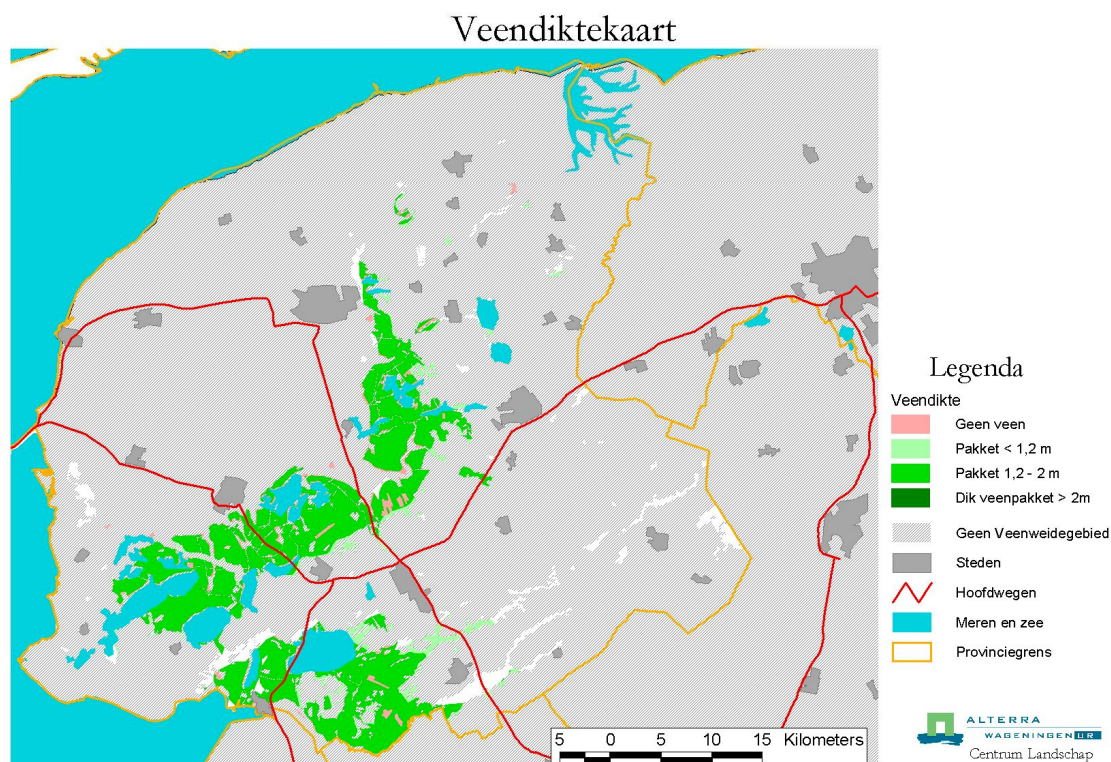 Veendiktekaart
Legenda
Veendikte
Geen veen
Pakket < 1,2 m
Pakket 1,2 - 2 m
Dik veenpakket > 2m
Geen Veenweidegebied
Steden
Hoofdwegen
Meren en zee
Provinciegrens
5 0 5 10 15 Kilometers
ALTERRA
WAGENINGEN UR
Centrum Landschap